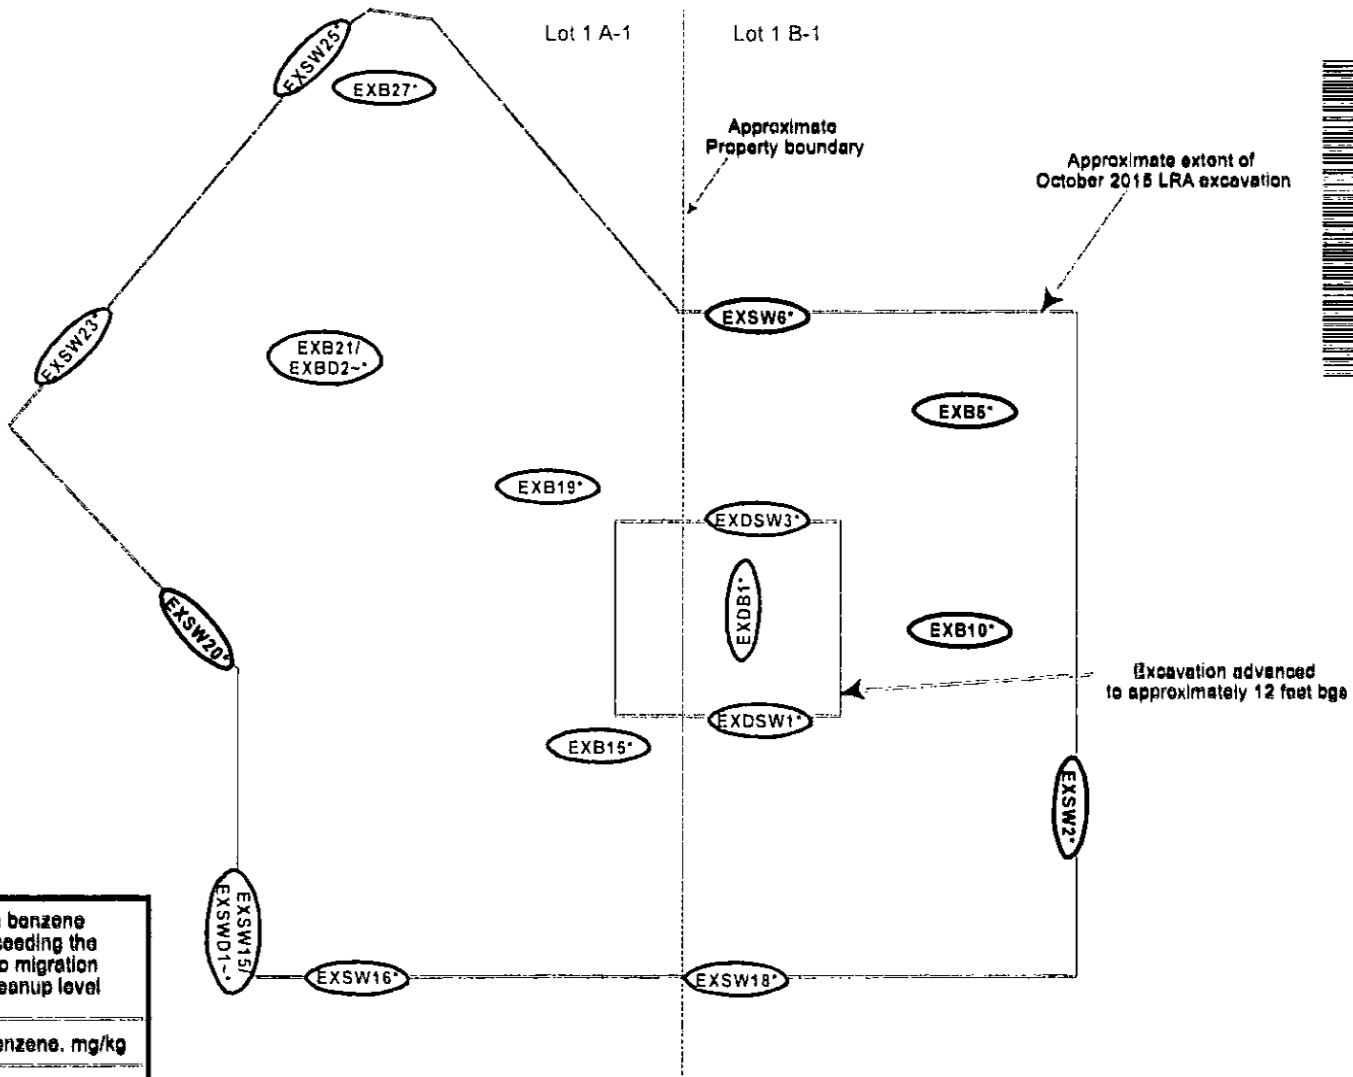 Lot 1 A-1
Lot 1 B-1
EXSW25*
EXB27*
Approximate
Property boundary
Approximate extent of
October 2015 LRA excavation
EXSW23*
EXB21/
EXBD2~*
EXSW6*
EXB5*
EXB19*
EXDSW3*
EXDB1*
EXSW20*
EXB10*
Excavation advanced
to approximately 12 feet bgs
EXDSW1*
EXB15*
EXSW2*
EXSW15/
EXSWD1~*
EXSW16*
EXSW18*
benzene
eeding the
o migration
eanup level
enzene, mg/kg